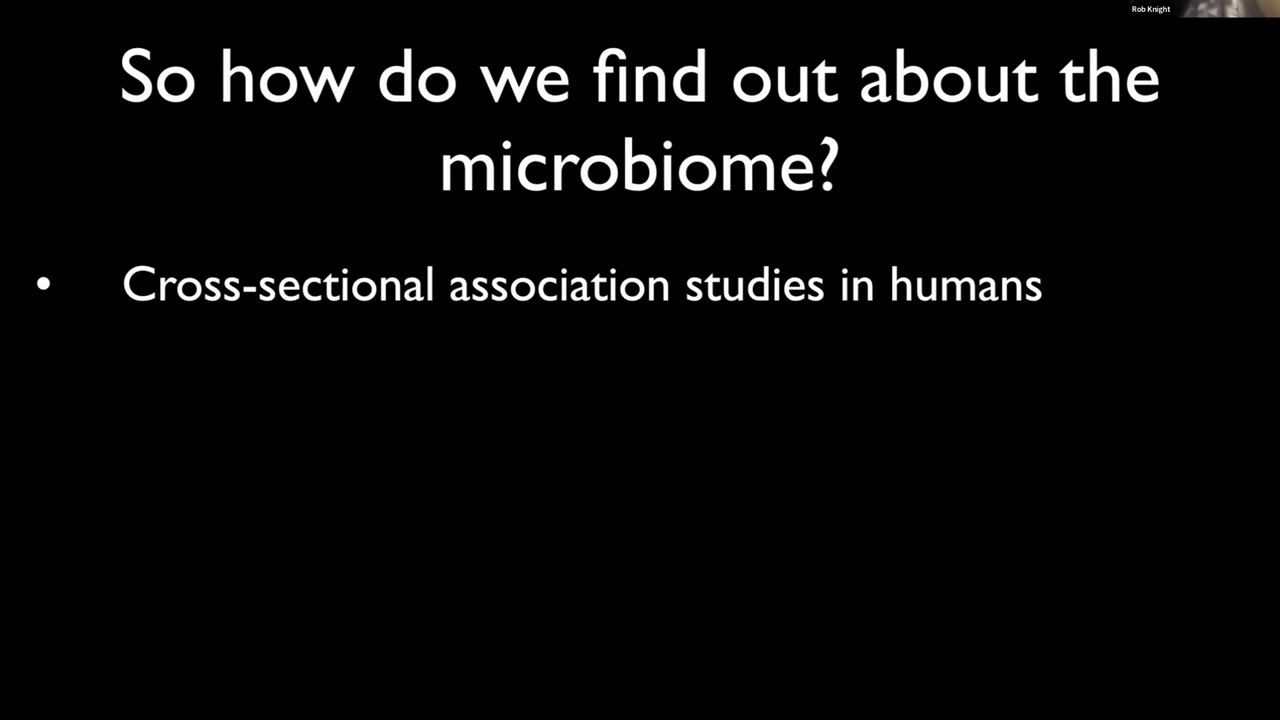 Rob Knight
So how do we find out about the
microbiome?
• Cross-sectional association studies in humans